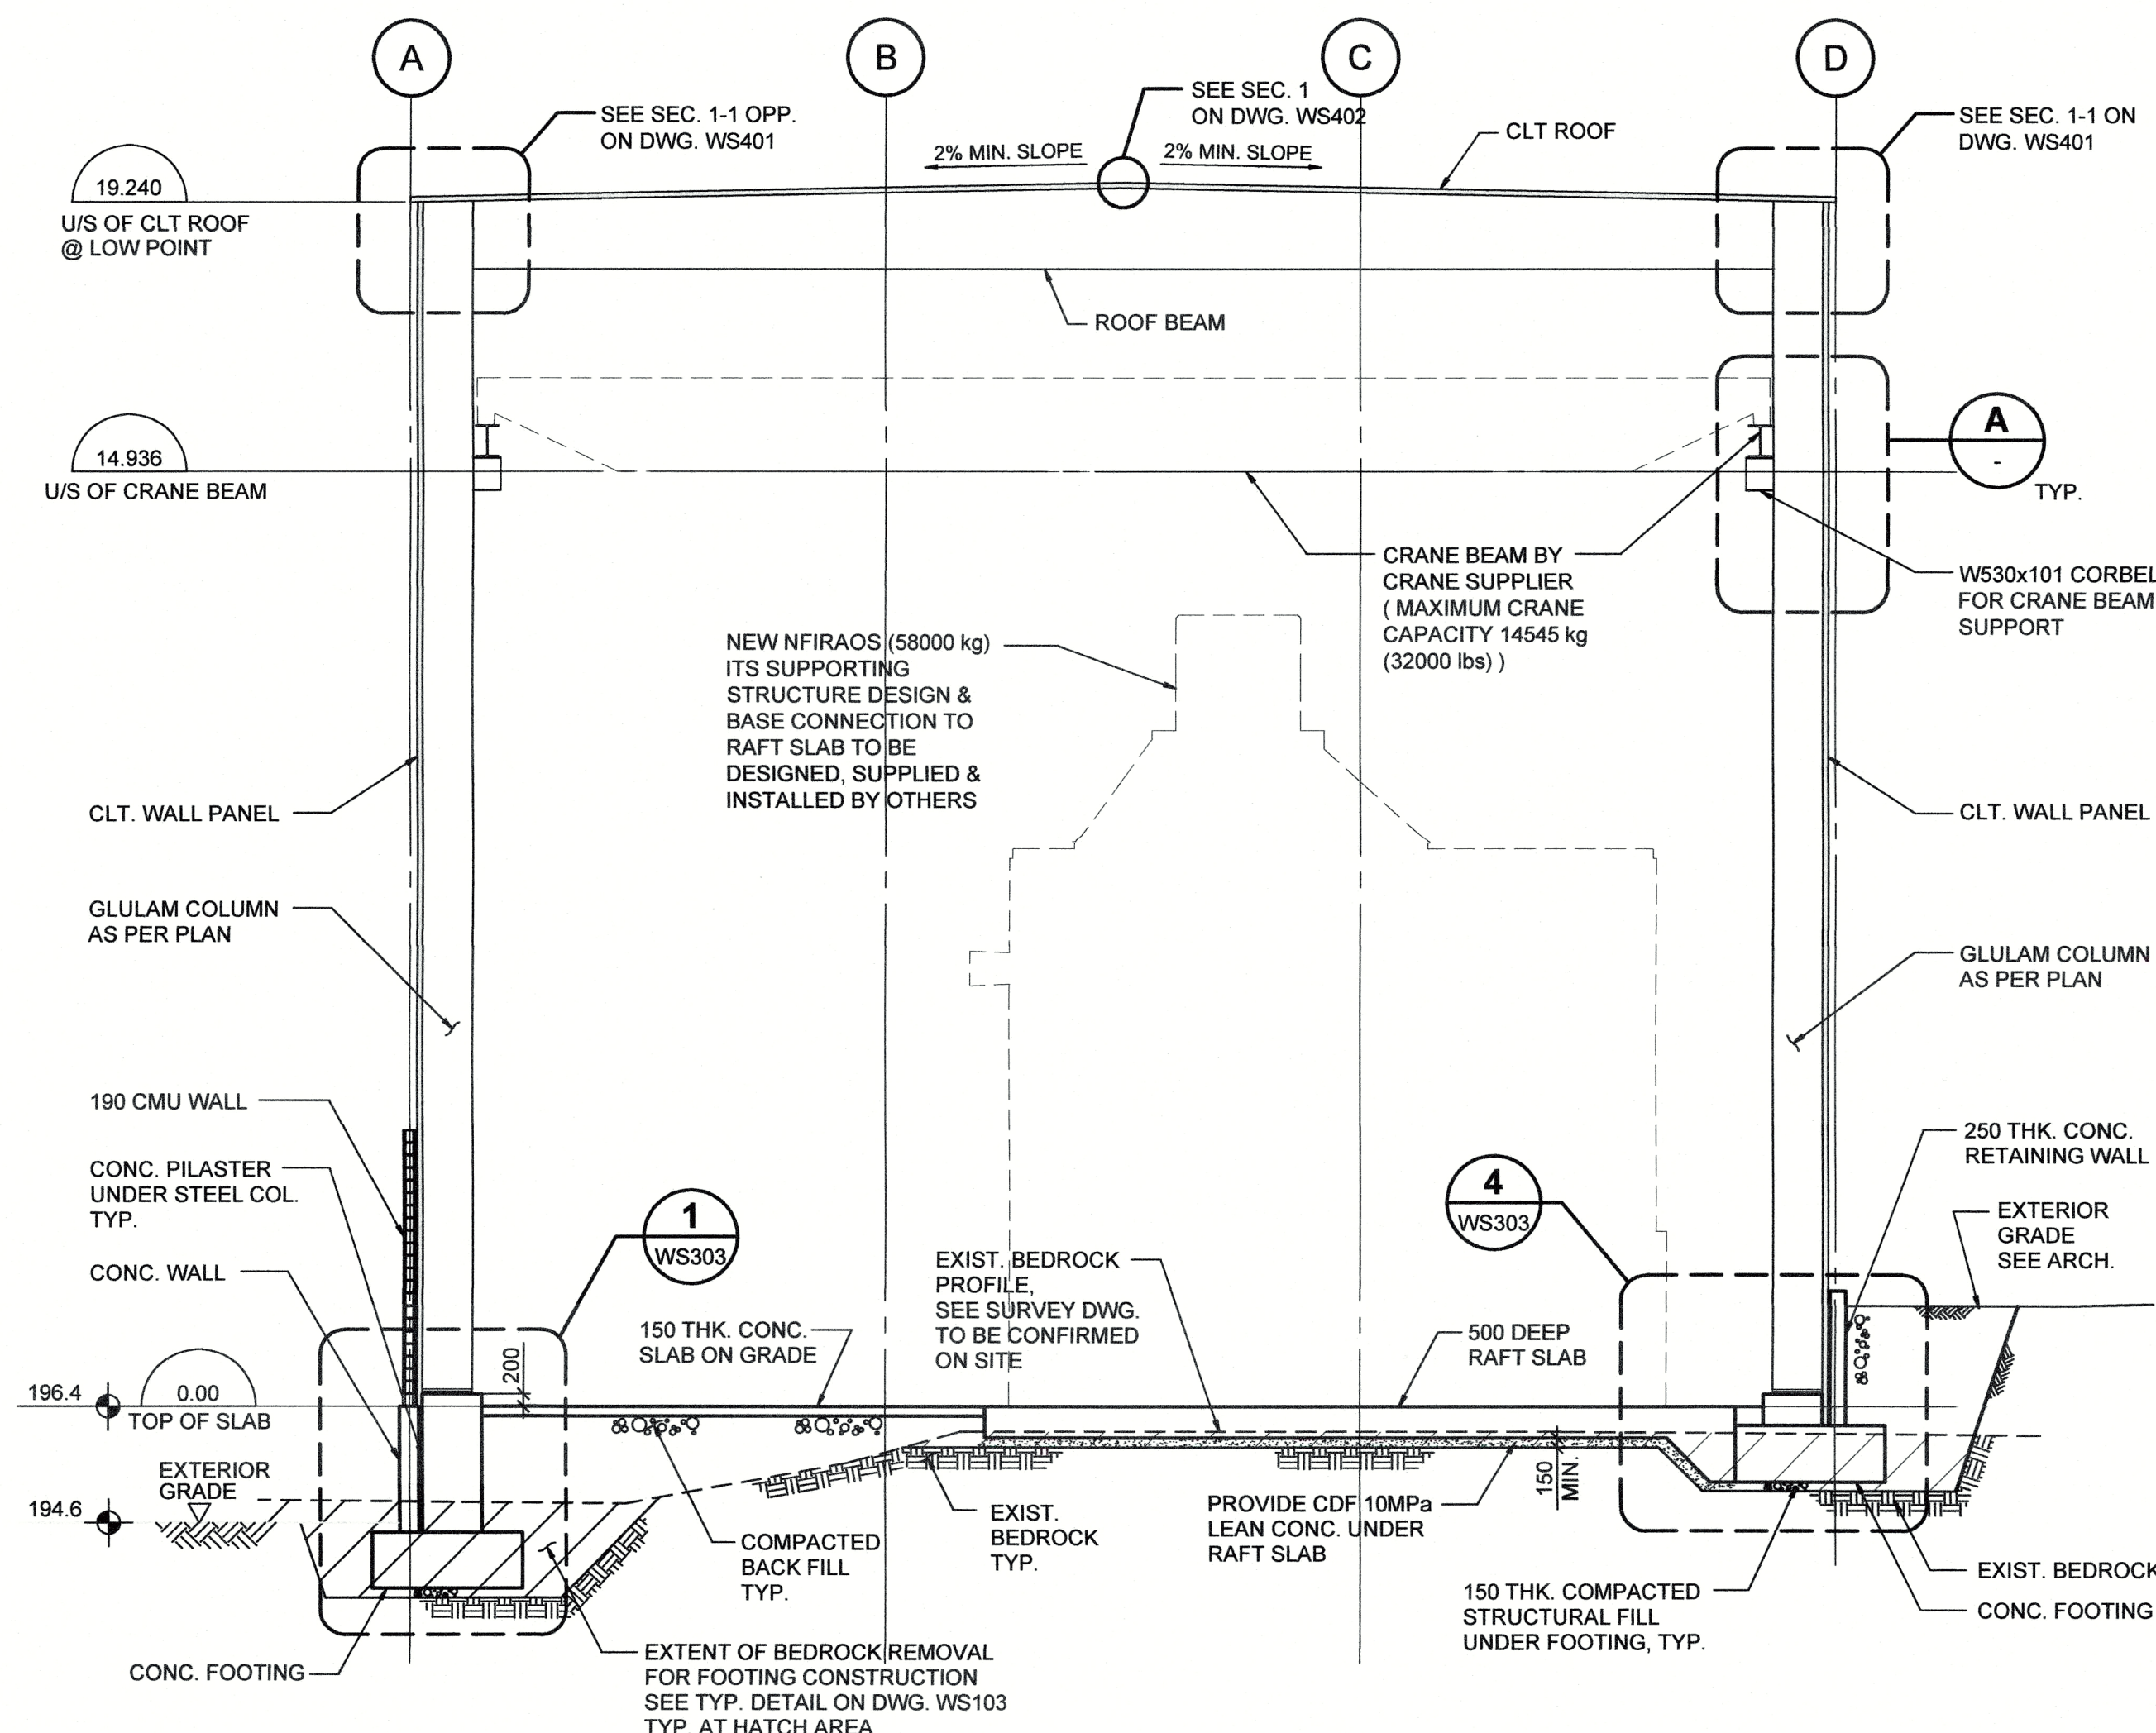 A
B
C
D
SEE SEC. 1-1 OPP.
ON DWG. WS401
SEE SEC. 1
ON DWG. WS402
CLT ROOF
SEE SEC. 1-1 ON
DWG. WS401
2% MIN. SLOPE
2% MIN. SLOPE
19.240
U/S OF CLT ROOF
@ LOW POINT
ROOF BEAM
14.936
U/S OF CRANE BEAM
A
-
TYP.
CRANE BEAM BY
CRANE SUPPLIER
( MAXIMUM CRANE
CAPACITY 14545 kg
(32000 lbs) )
W530x101 CORBEL
FOR CRANE BEAM
SUPPORT
NEW NFIRAOS (58000 kg)
ITS SUPPORTING
STRUCTURE DESIGN &
BASE CONNECTION TO
RAFT SLAB TO BE
DESIGNED, SUPPLIED &
INSTALLED BY OTHERS
CLT. WALL PANEL
CLT. WALL PANEL
GLULAM COLUMN
AS PER PLAN
GLULAM COLUMN
AS PER PLAN
190 CMU WALL
CONC. PILASTER
UNDER STEEL COL.
TYP.
CONC. WALL
1
WS303
4
WS303
250 THK. CONC.
RETAINING WALL
EXTERIOR
GRADE
SEE ARCH.
EXIST. BEDROCK
PROFILE,
SEE SURVEY DWG.
TO BE CONFIRMED
ON SITE
150 THK. CONC.
SLAB ON GRADE
500 DEEP
RAFT SLAB
200
196.4
0.00
TOP OF SLAB
EXTERIOR
GRADE
194.6
COMPACTED
BACK FILL
TYP.
EXIST.
BEDROCK
TYP.
PROVIDE CDF 10MPa
LEAN CONC. UNDER
RAFT SLAB
150
MIN.
150 THK. COMPACTED
STRUCTURAL FILL
UNDER FOOTING, TYP.
EXIST. BEDROCK
CONC. FOOTING
CONC. FOOTING
EXTENT OF BEDROCK REMOVAL
FOR FOOTING CONSTRUCTION
SEE TYP. DETAIL ON DWG. WS103
TYP. AT HATCH AREA